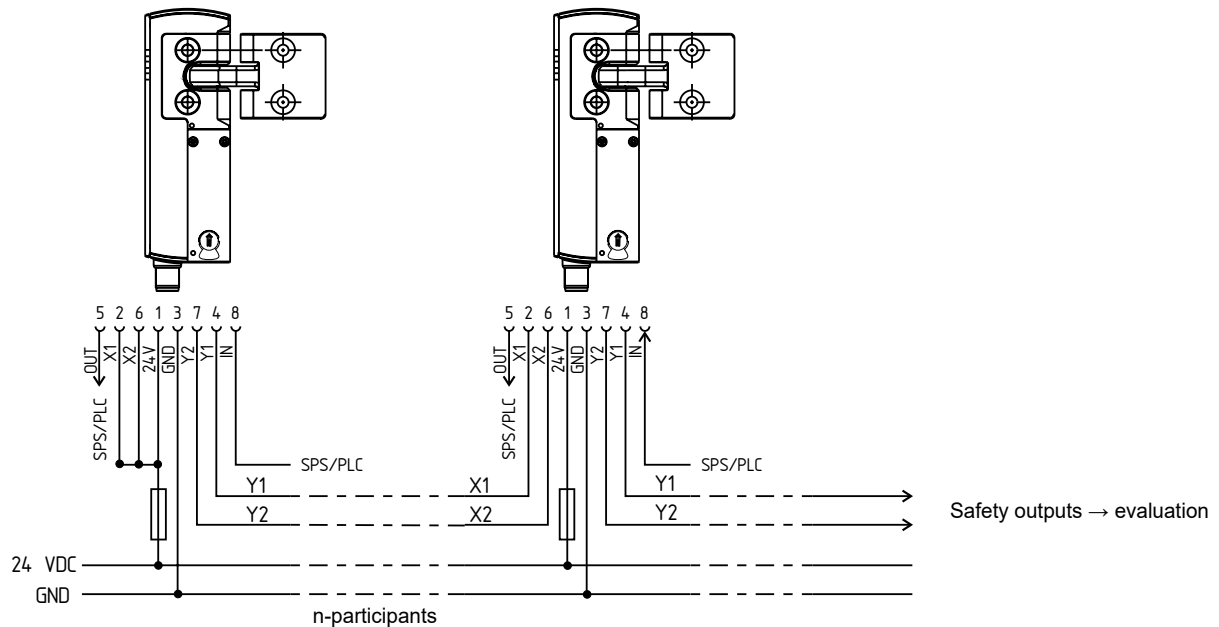 5 2 6 1 3 7 4 8
5 2 6 1 3 7 4 8
OUT X1 X2 24V GND Y2 Y1 IN
OUT X1 X2 24V GND Y2 Y1 IN
SPS/PLC
SPS/PLC
SPS/PLC
SPS/PLC
Y1 X1 Y1
Y2 X2 Y2
Safety outputs → evaluation
24 VDC
GND
n-participants